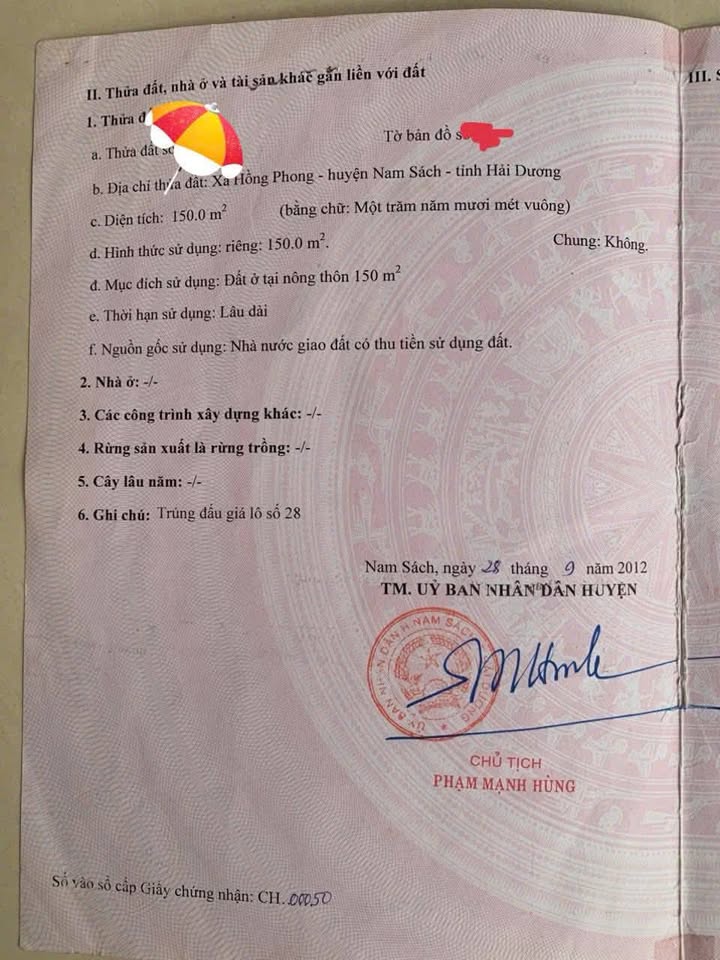 II. Thửa đất, nhà ở và tài sản khác gắn liền với đất
III. S
1. Thửa đ
a. Thửa đất số
Tờ bản đồ s
b. Địa chỉ thửa đất: Xã Hồng Phong - huyện Nam Sách - tỉnh Hải Dương
c. Diện tích: 150.0 m² (bằng chữ: Một trăm năm mươi mét vuông)
d. Hình thức sử dụng: riêng: 150.0 m². Chung: Không.
đ. Mục đích sử dụng: Đất ở tại nông thôn 150 m²
e. Thời hạn sử dụng: Lâu dài
f. Nguồn gốc sử dụng: Nhà nước giao đất có thu tiền sử dụng đất.
2. Nhà ở: -/-
3. Các công trình xây dựng khác: -/-
4. Rừng sản xuất là rừng trồng: -/-
5. Cây lâu năm: -/-
6. Ghi chú: Trúng đấu giá lô số 28
Nam Sách, ngày 28 tháng 9 năm 2012
TM. UỶ BAN NHÂN DÂN HUYỆN
ỦY BAN NHÂN DÂN H.NAM SÁCH
CHỦ TỊCH
PHẠM MẠNH HÙNG
Số vào sổ cấp Giấy chứng nhận: CH.00050